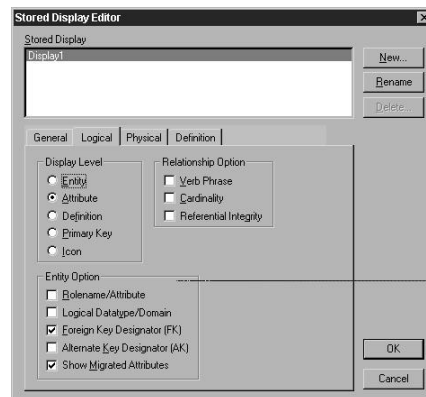 Stored Display Editor
Stored Display
Display1
New...
Rename
Delete...
General Logical Physical Definition
Display Level
Entity
Attribute
Definition
Primary Key
Icon
Relationship Option
Verb Phrase
Cardinality
Referential Integrity
Entity Option
Rolename/Attribute
Logical Datatype/Domain
Foreign Key Designator (FK)
Alternate Key Designator (AK)
Show Migrated Attributes
OK
Cancel